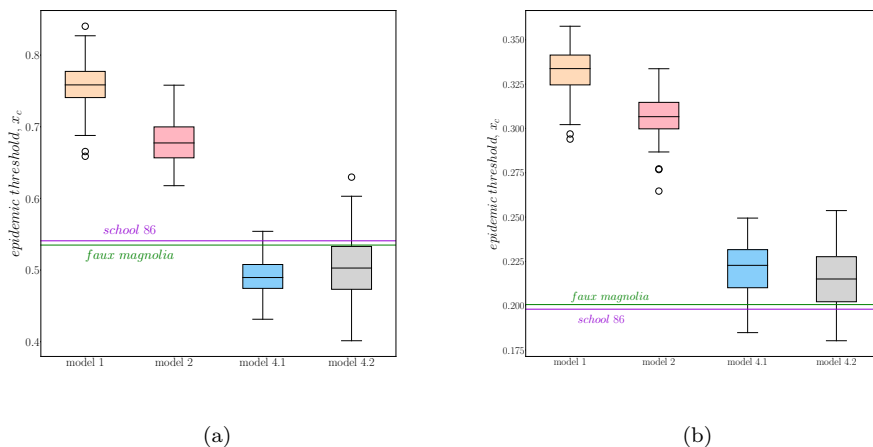 epidemic threshold, x_c
0.8
0.7
0.6
0.5
0.4
school 86
faux magnolia
model 1 model 2 model 4.1 model 4.2
(a)
epidemic threshold, x_c
0.350
0.325
0.300
0.275
0.250
0.225
0.200
0.175
faux magnolia
school 86
model 1 model 2 model 4.1 model 4.2
(b)